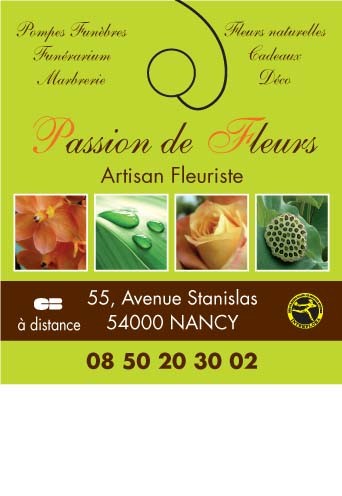 Pompes Funèbres
Funérarium
Marbrerie
Fleurs naturelles
Cadeaux
Déco
Passion de Fleurs
Artisan Fleuriste
CB
à distance
55, Avenue Stanislas
54000 NANCY
INTERFLORA
08 50 20 30 02